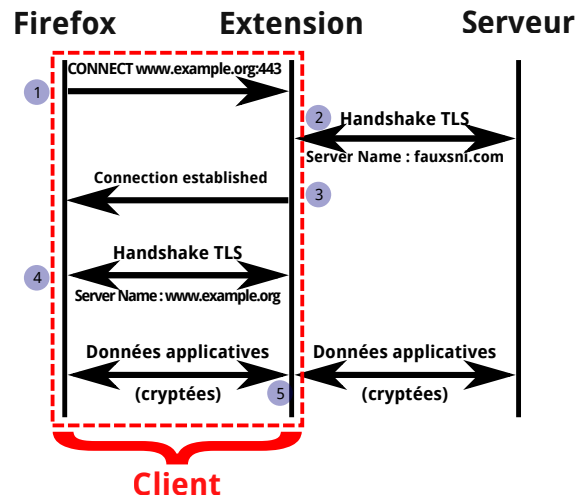 Firefox Extension Serveur
CONNECT www.example.org:443
1
2 Handshake TLS
Server Name : fauxsni.com
Connection established
3
Handshake TLS
4
Server Name : www.example.org
Données applicatives Données applicatives
(cryptées) 5 (cryptées)
Client